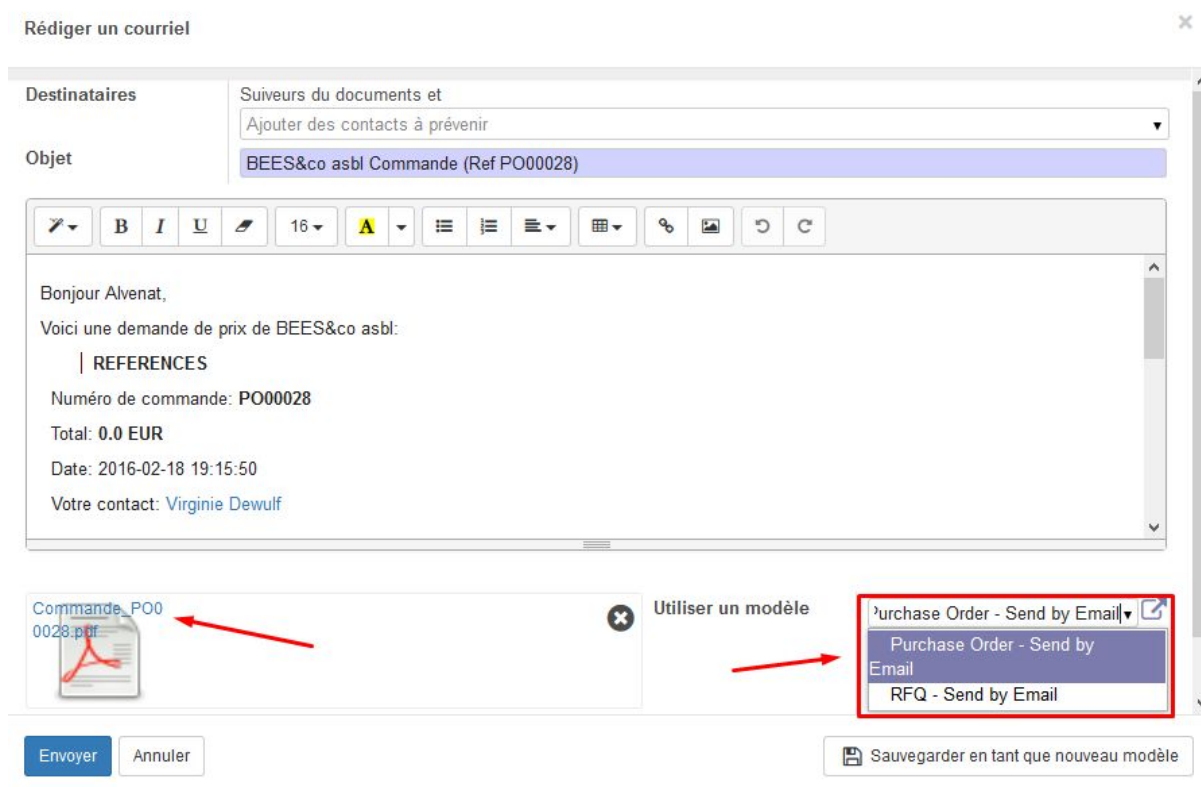 Rédiger un courriel
Destinataires
Suiveurs du documents et
Ajouter des contacts à prévenir
Objet
BEES&co asbl Commande (Ref PO00028)
B I U 16 A
Bonjour Alvenat,
Voici une demande de prix de BEES&co asbl:
REFERENCES
Numéro de commande: PO00028
Total: 0.0 EUR
Date: 2016-02-18 19:15:50
Votre contact: Virginie Dewulf
Commande_PO0
0028.pdf
Utiliser un modèle
Purchase Order - Send by Email
Purchase Order - Send by
Email
RFQ - Send by Email
Envoyer
Annuler
Sauvegarder en tant que nouveau modèle